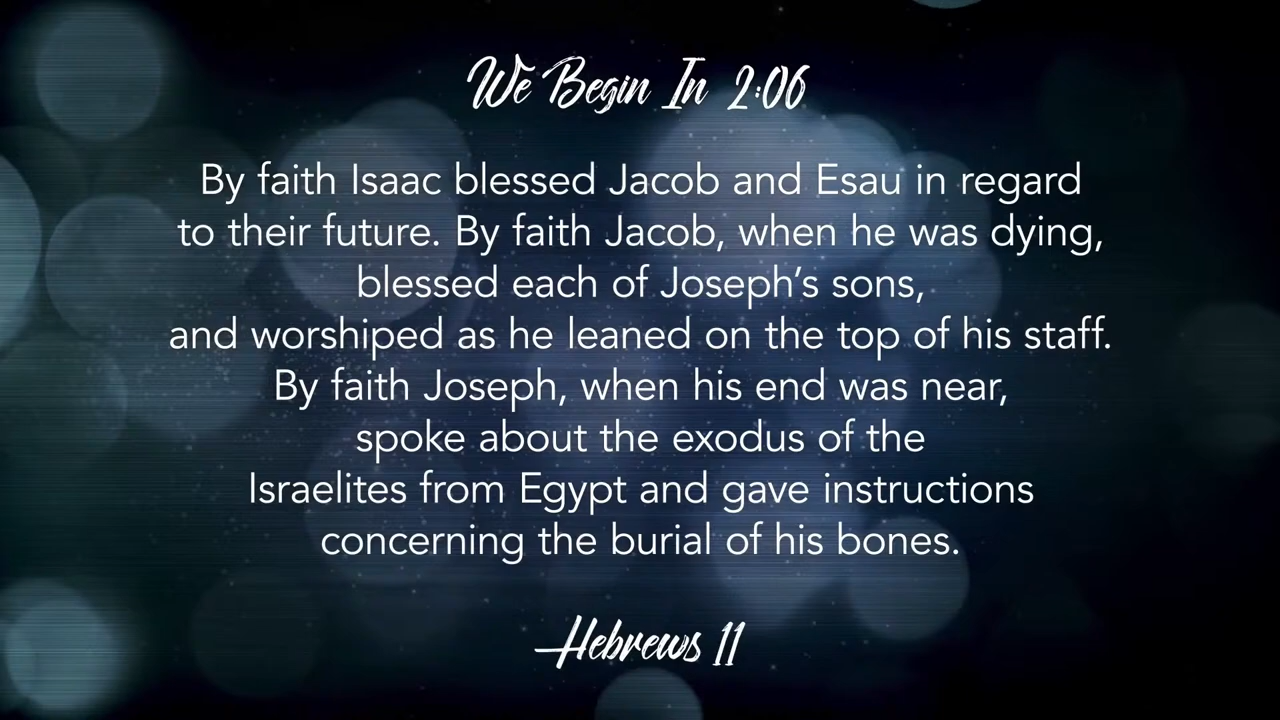 We Begin In 2:06
By faith Isaac blessed Jacob and Esau in regard
to their future. By faith Jacob, when he was dying,
blessed each of Joseph’s sons,
and worshiped as he leaned on the top of his staff.
By faith Joseph, when his end was near,
spoke about the exodus of the
Israelites from Egypt and gave instructions
concerning the burial of his bones.
Hebrews 11